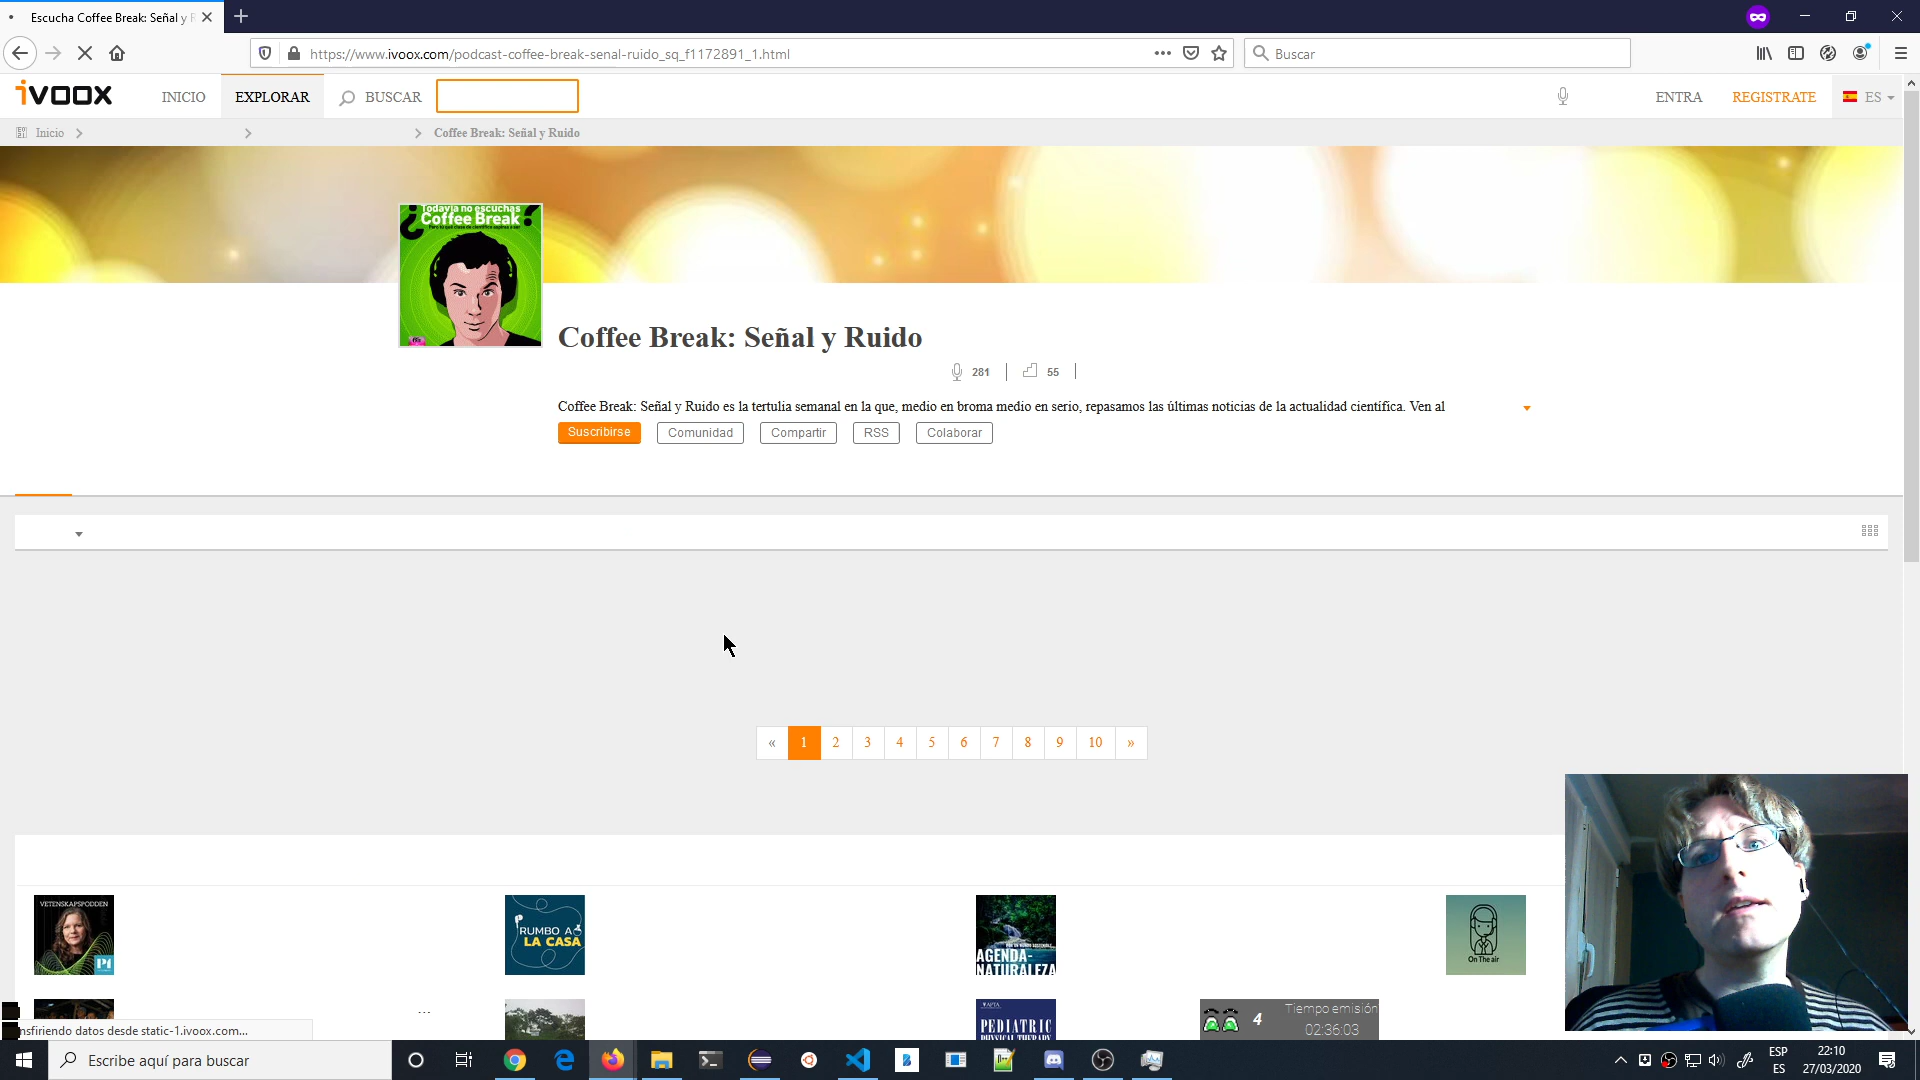 Escucha Coffee Break: Señal y
https://www.ivoox.com/podcast-coffee-break-senal-ruido_sq_f1172891_1.html
Buscar
ivoox
INICIO
EXPLORAR
BUSCAR
ENTRA
REGISTRATE
ES
Inicio
Coffee Break: Señal y Ruido
Todavía no escuchas
Coffee Break
Coffee Break: Señal y Ruido
281
55
Coffee Break: Señal y Ruido es la tertulia semanal en la que, medio en broma medio en serio, repasamos las últimas noticias de la actualidad científica. Ven al
Suscribirse
Comunidad
Compartir
RSS
Colaborar
« 1 2 3 4 5 6 7 8 9 10 »
VETENSKAPSPODDEN
P1
RUMBO A
LA CASA
AGENDA-
NATURALEZA
On The air
...
PEDIATRIC
PHYSICAL THERAPY
4
Tiempo emisión
02:36:03
nsfiriendo datos desde static-1.ivoox.com...
Escribe aquí para buscar
ESP
ES
22:10
27/03/2020